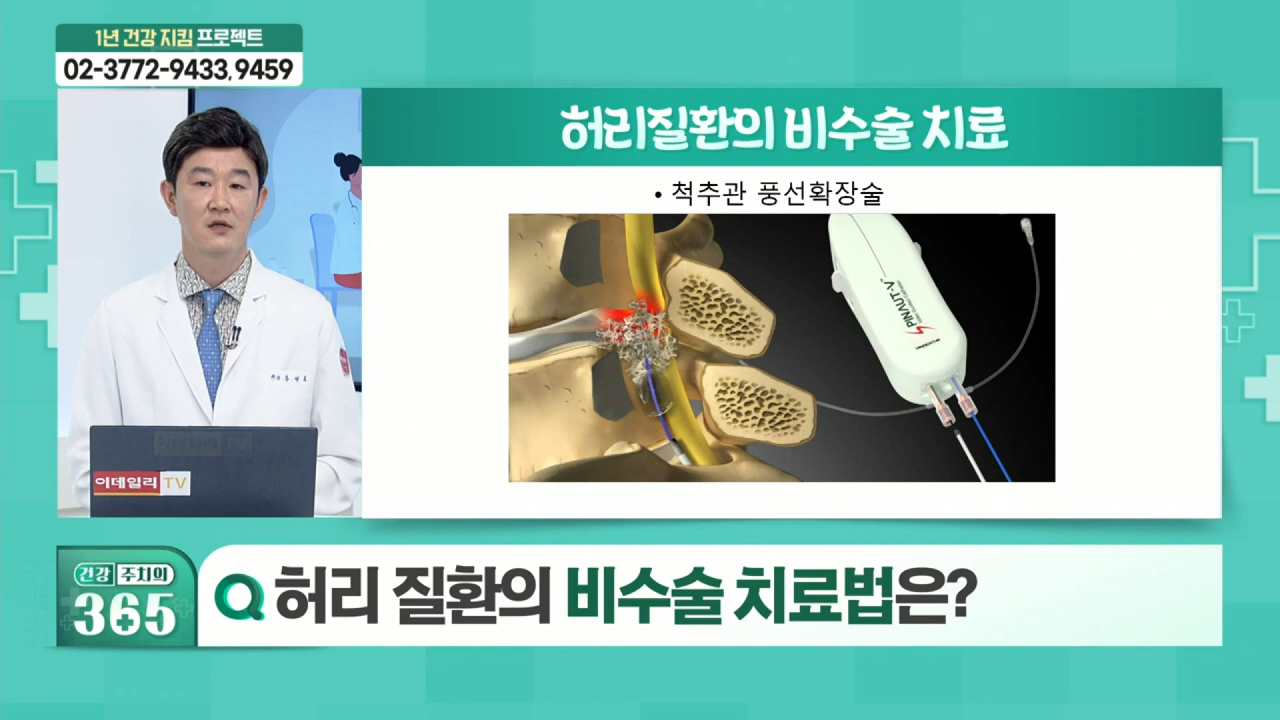 1년 건강 지킴 프로젝트
02-3772-9433, 9459
허리질환의 비수술 치료
• 척추관 풍선확장술
SPINAUT-V
이데일리 TV
건강 주치의
365
Q 허리 질환의 비수술 치료법은?